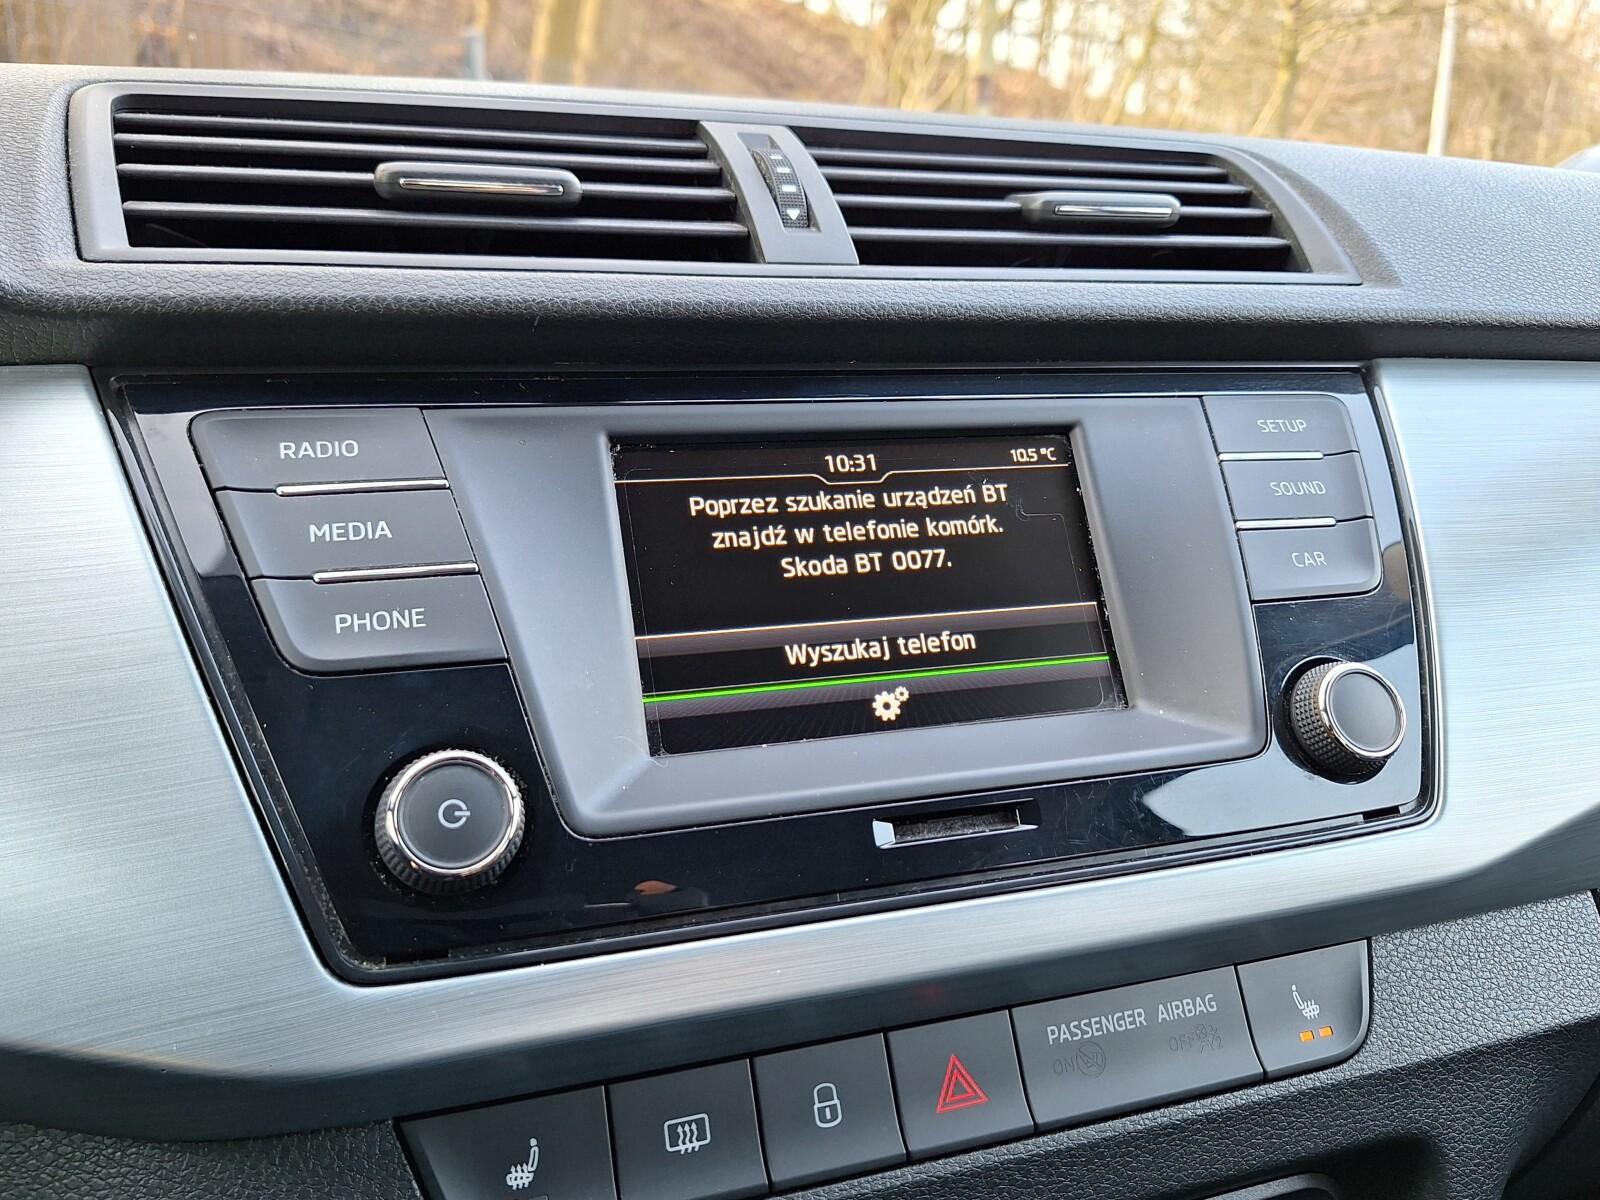 10:31
10.5 °C
Poprzez szukanie urządzeń BT
znajdź w telefonie komórk.
Skoda BT 0077.
Wyszukaj telefon
RADIO
MEDIA
PHONE
SETUP
SOUND
CAR
PASSENGER AIRBAG
ON
OFF